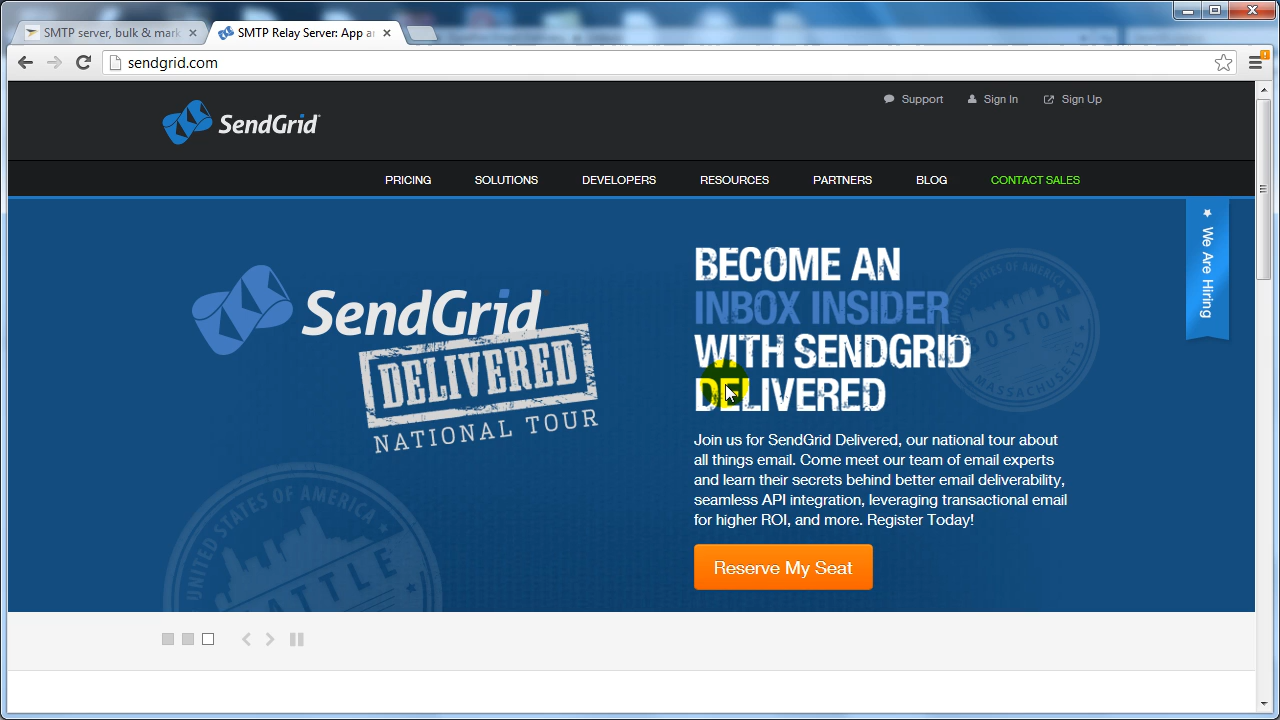 SMTP server, bulk & mark
SMTP Relay Server: App a
sendgrid.com
Support
Sign In
Sign Up
SendGrid
PRICING
SOLUTIONS
DEVELOPERS
RESOURCES
PARTNERS
BLOG
CONTACT SALES
We Are Hiring
SendGrid
DELIVERED
NATIONAL TOUR
UNITED STATES OF AMERICA
SEATTLE
BECOME AN
INBOX INSIDER
WITH SENDGRID
DELIVERED
UNITED STATES OF AMERICA
BOSTON
MASSACHUSETTS
Join us for SendGrid Delivered, our national tour about
all things email. Come meet our team of email experts
and learn their secrets behind better email deliverability,
seamless API integration, leveraging transactional email
for higher ROI, and more. Register Today!
Reserve My Seat